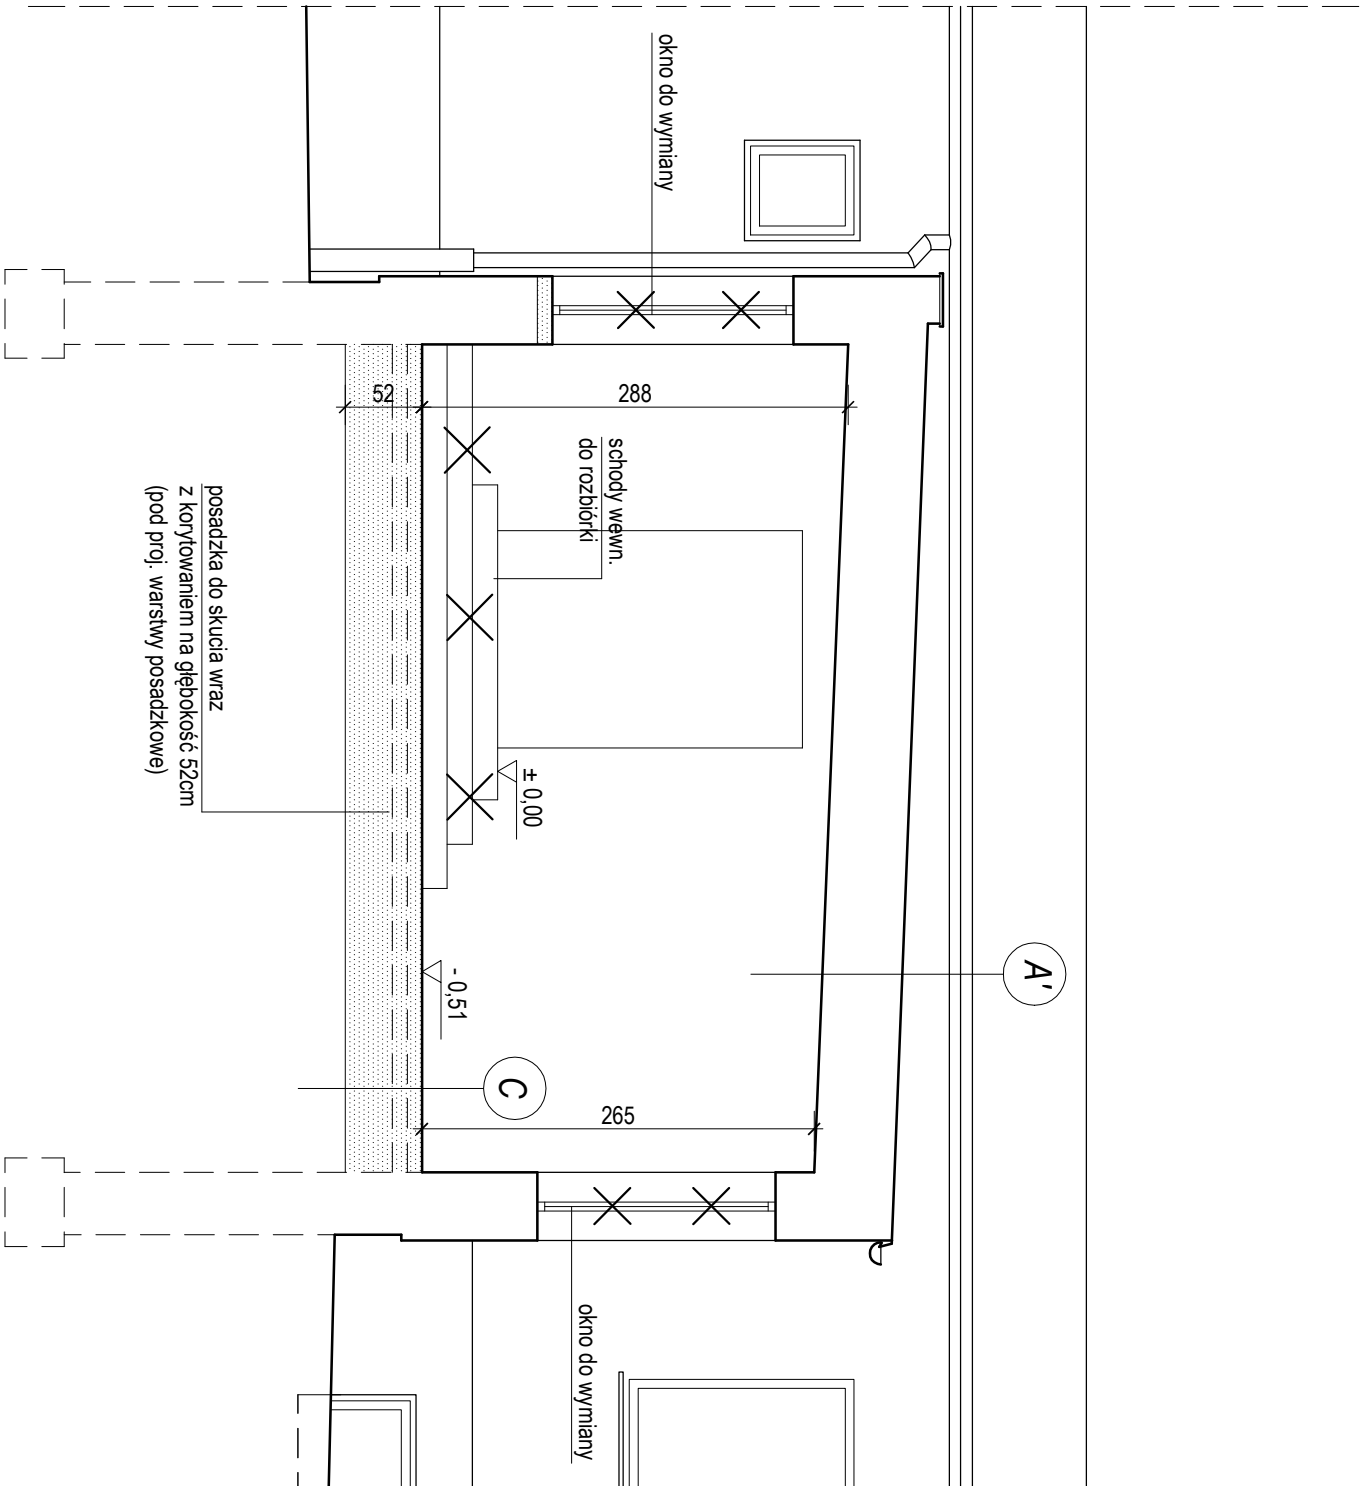 okno do wymiany
A'
288
265
52
schody wewn.
do rozbiórki
± 0,00
- 0,51
C
okno do wymiany
posadzka do skucia wraz
z korytowaniem na głębokość 52cm
(pod proj. warstwy posadzkowe)